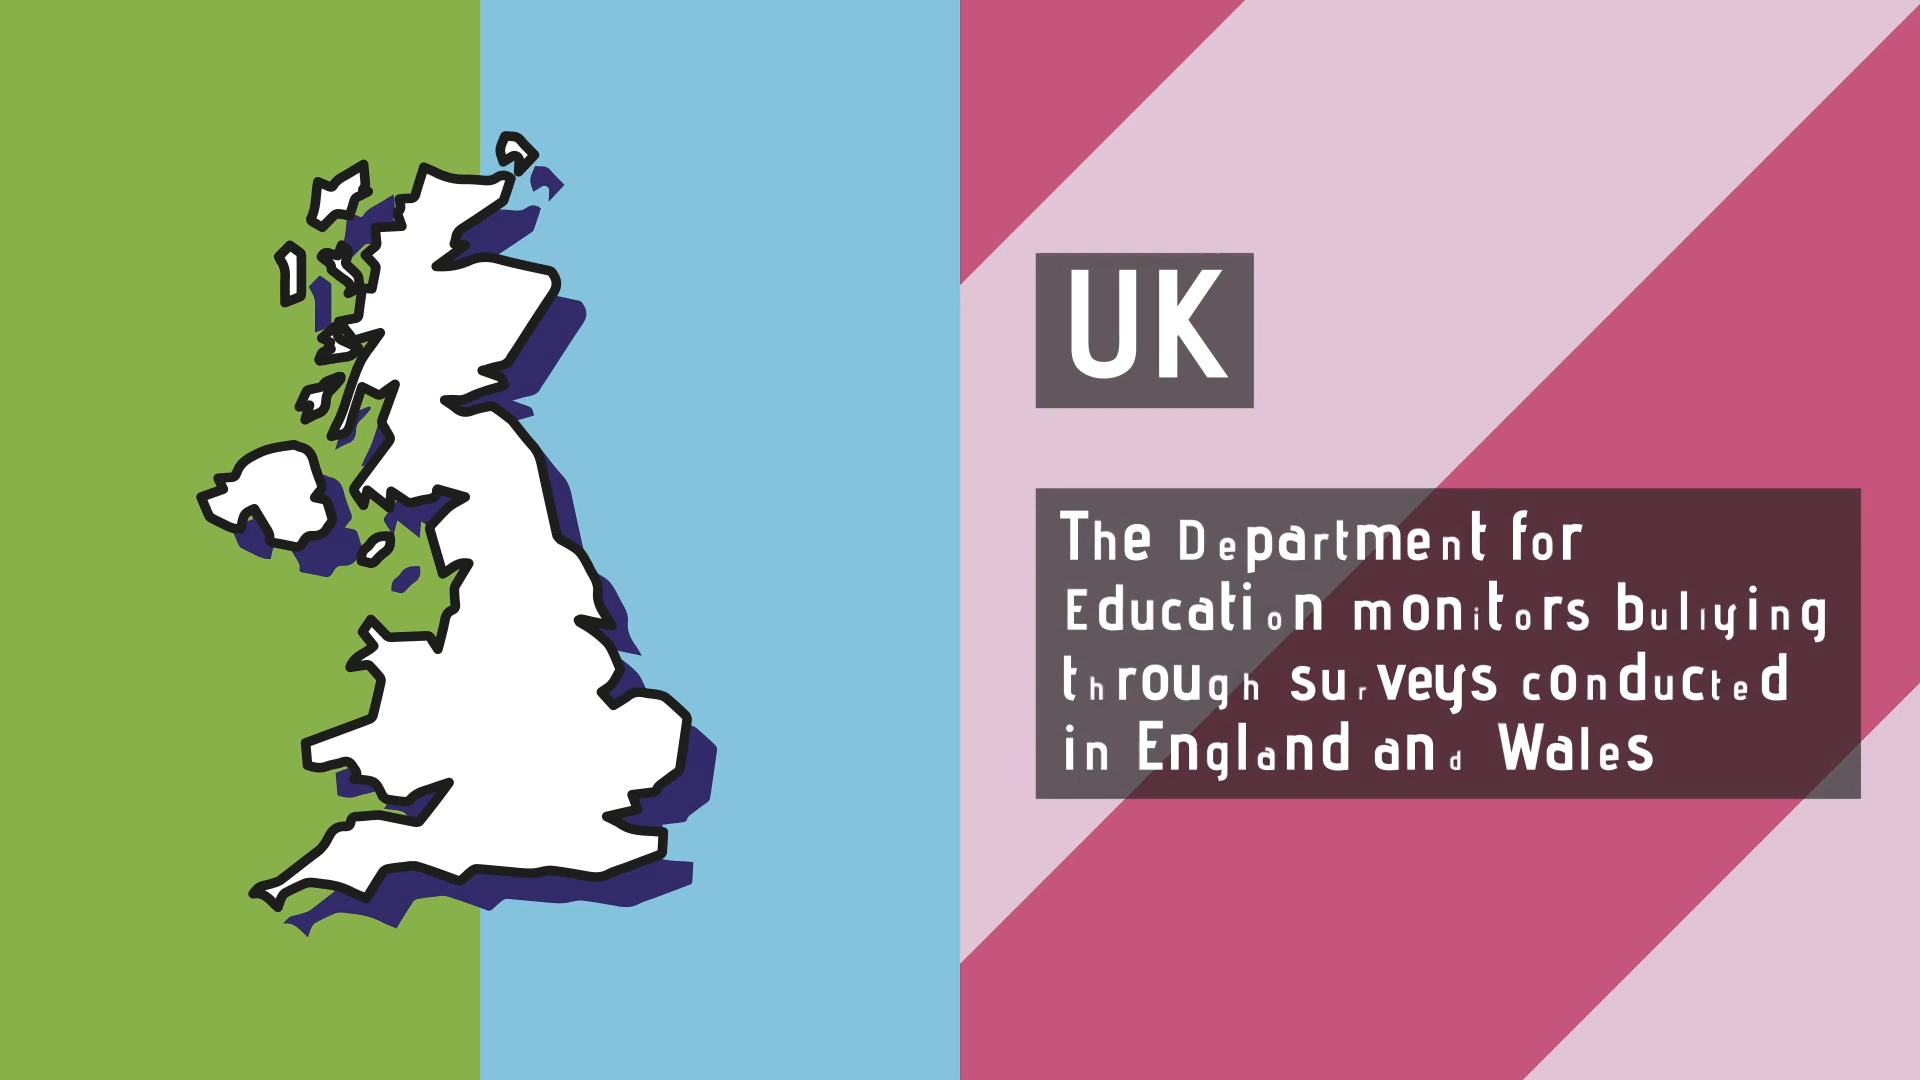 UK
The Department for
Education monitors bullying
through surveys conducted
in England and Wales